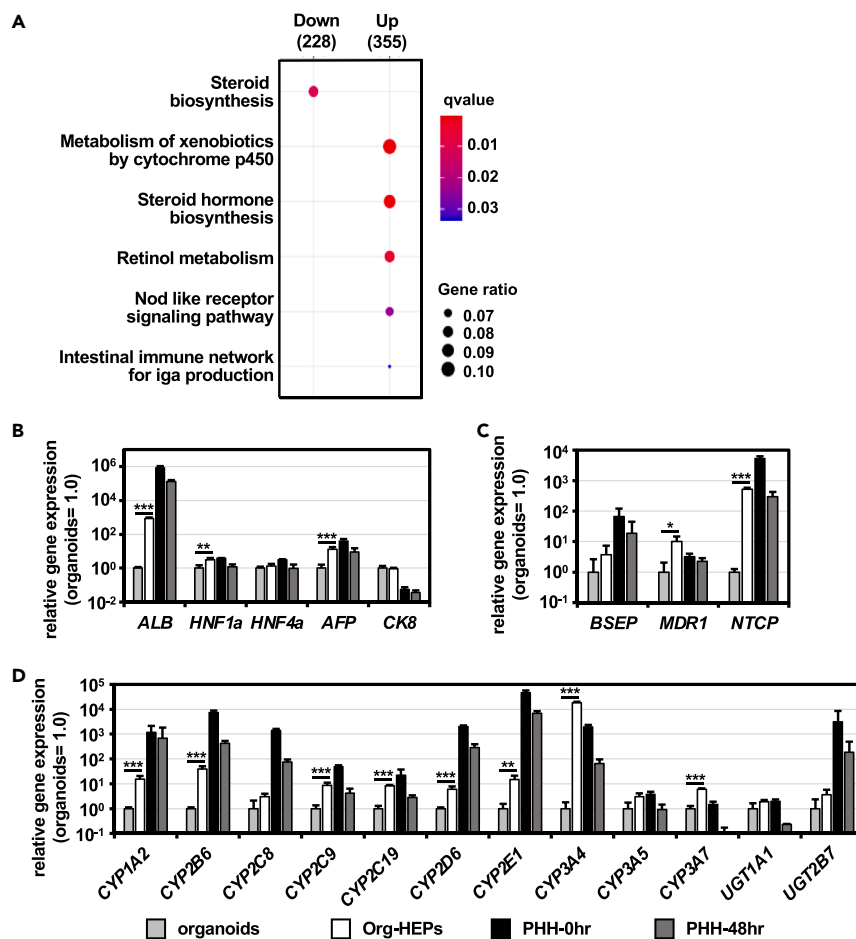 A
Down
(228)
Up
(355)
Steroid
biosynthesis
Metabolism of xenobiotics
by cytochrome p450
Steroid hormone
biosynthesis
Retinol metabolism
Nod like receptor
signaling pathway
Intestinal immune network
for iga production
qvalue
0.01
0.02
0.03
Gene ratio
0.07
0.08
0.09
0.10
B
relative gene expression
(organoids= 1.0)
10^6
10^4
10^2
10^0
10^-2
***
**
***
ALB HNF1a HNF4a AFP CK8
C
relative gene expression
(organoids= 1.0)
10^4
10^3
10^2
10^1
10^0
10^-1
*
***
BSEP MDR1 NTCP
D
relative gene expression
(organoids= 1.0)
10^5
10^4
10^3
10^2
10^1
10^0
10^-1
*** *** *** *** *** ** *** ***
CYP1A2 CYP2B6 CYP2C8 CYP2C9 CYP2C19 CYP2D6 CYP2E1 CYP3A4 CYP3A5 CYP3A7 UGT1A1 UGT2B7
organoids Org-HEPs PHH-0hr PHH-48hr